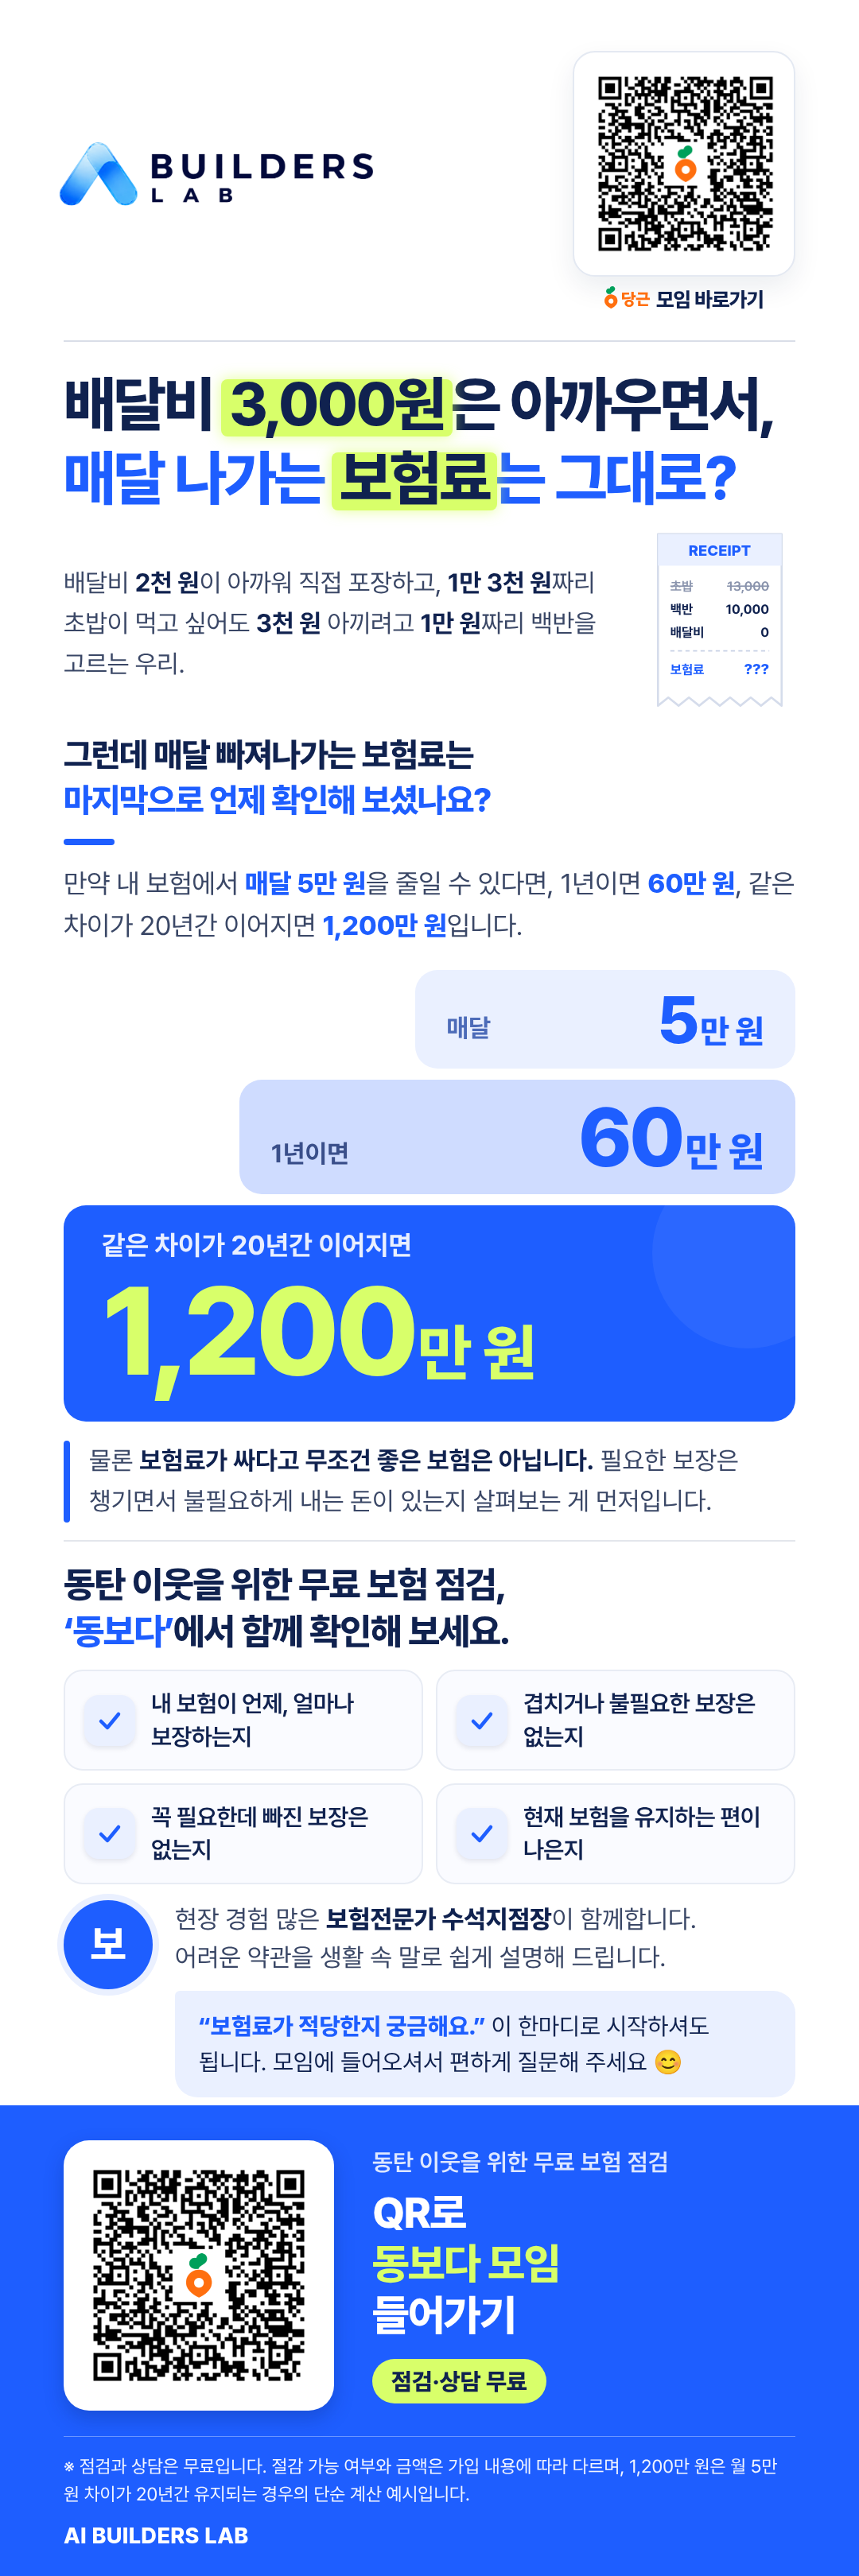 BUILDERS
LAB
당근 모임 바로가기
배달비 3,000원은 아까우면서,
매달 나가는 보험료는 그대로?
배달비 2천 원이 아까워 직접 포장하고, 1만 3천 원짜리
초밥이 먹고 싶어도 3천 원 아끼려고 1만 원짜리 백반을
고르는 우리.
RECEIPT
초밥 13,000
백반 10,000
배달비 0
보험료 ???
그런데 매달 빠져나가는 보험료는
마지막으로 언제 확인해 보셨나요?
만약 내 보험에서 매달 5만 원을 줄일 수 있다면, 1년이면 60만 원, 같은
차이가 20년간 이어지면 1,200만 원입니다.
매달 5만 원
1년이면 60만 원
같은 차이가 20년간 이어지면
1,200만 원
물론 보험료가 싸다고 무조건 좋은 보험은 아닙니다. 필요한 보장은
챙기면서 불필요하게 내는 돈이 있는지 살펴보는 게 먼저입니다.
동탄 이웃을 위한 무료 보험 점검,
‘동보다’에서 함께 확인해 보세요.
내 보험이 언제, 얼마나
보장하는지
겹치거나 불필요한 보장은
없는지
꼭 필요한데 빠진 보장은
없는지
현재 보험을 유지하는 편이
나은지
보
현장 경험 많은 보험전문가 수석지점장이 함께합니다.
어려운 약관을 생활 속 말로 쉽게 설명해 드립니다.
“보험료가 적당한지 궁금해요.” 이 한마디로 시작하셔도
됩니다. 모임에 들어오셔서 편하게 질문해 주세요 😊
동탄 이웃을 위한 무료 보험 점검
QR로
동보다 모임
들어가기
점검·상담 무료
※ 점검과 상담은 무료입니다. 절감 가능 여부와 금액은 가입 내용에 따라 다르며, 1,200만 원은 월 5만
원 차이가 20년간 유지되는 경우의 단순 계산 예시입니다.
AI BUILDERS LAB